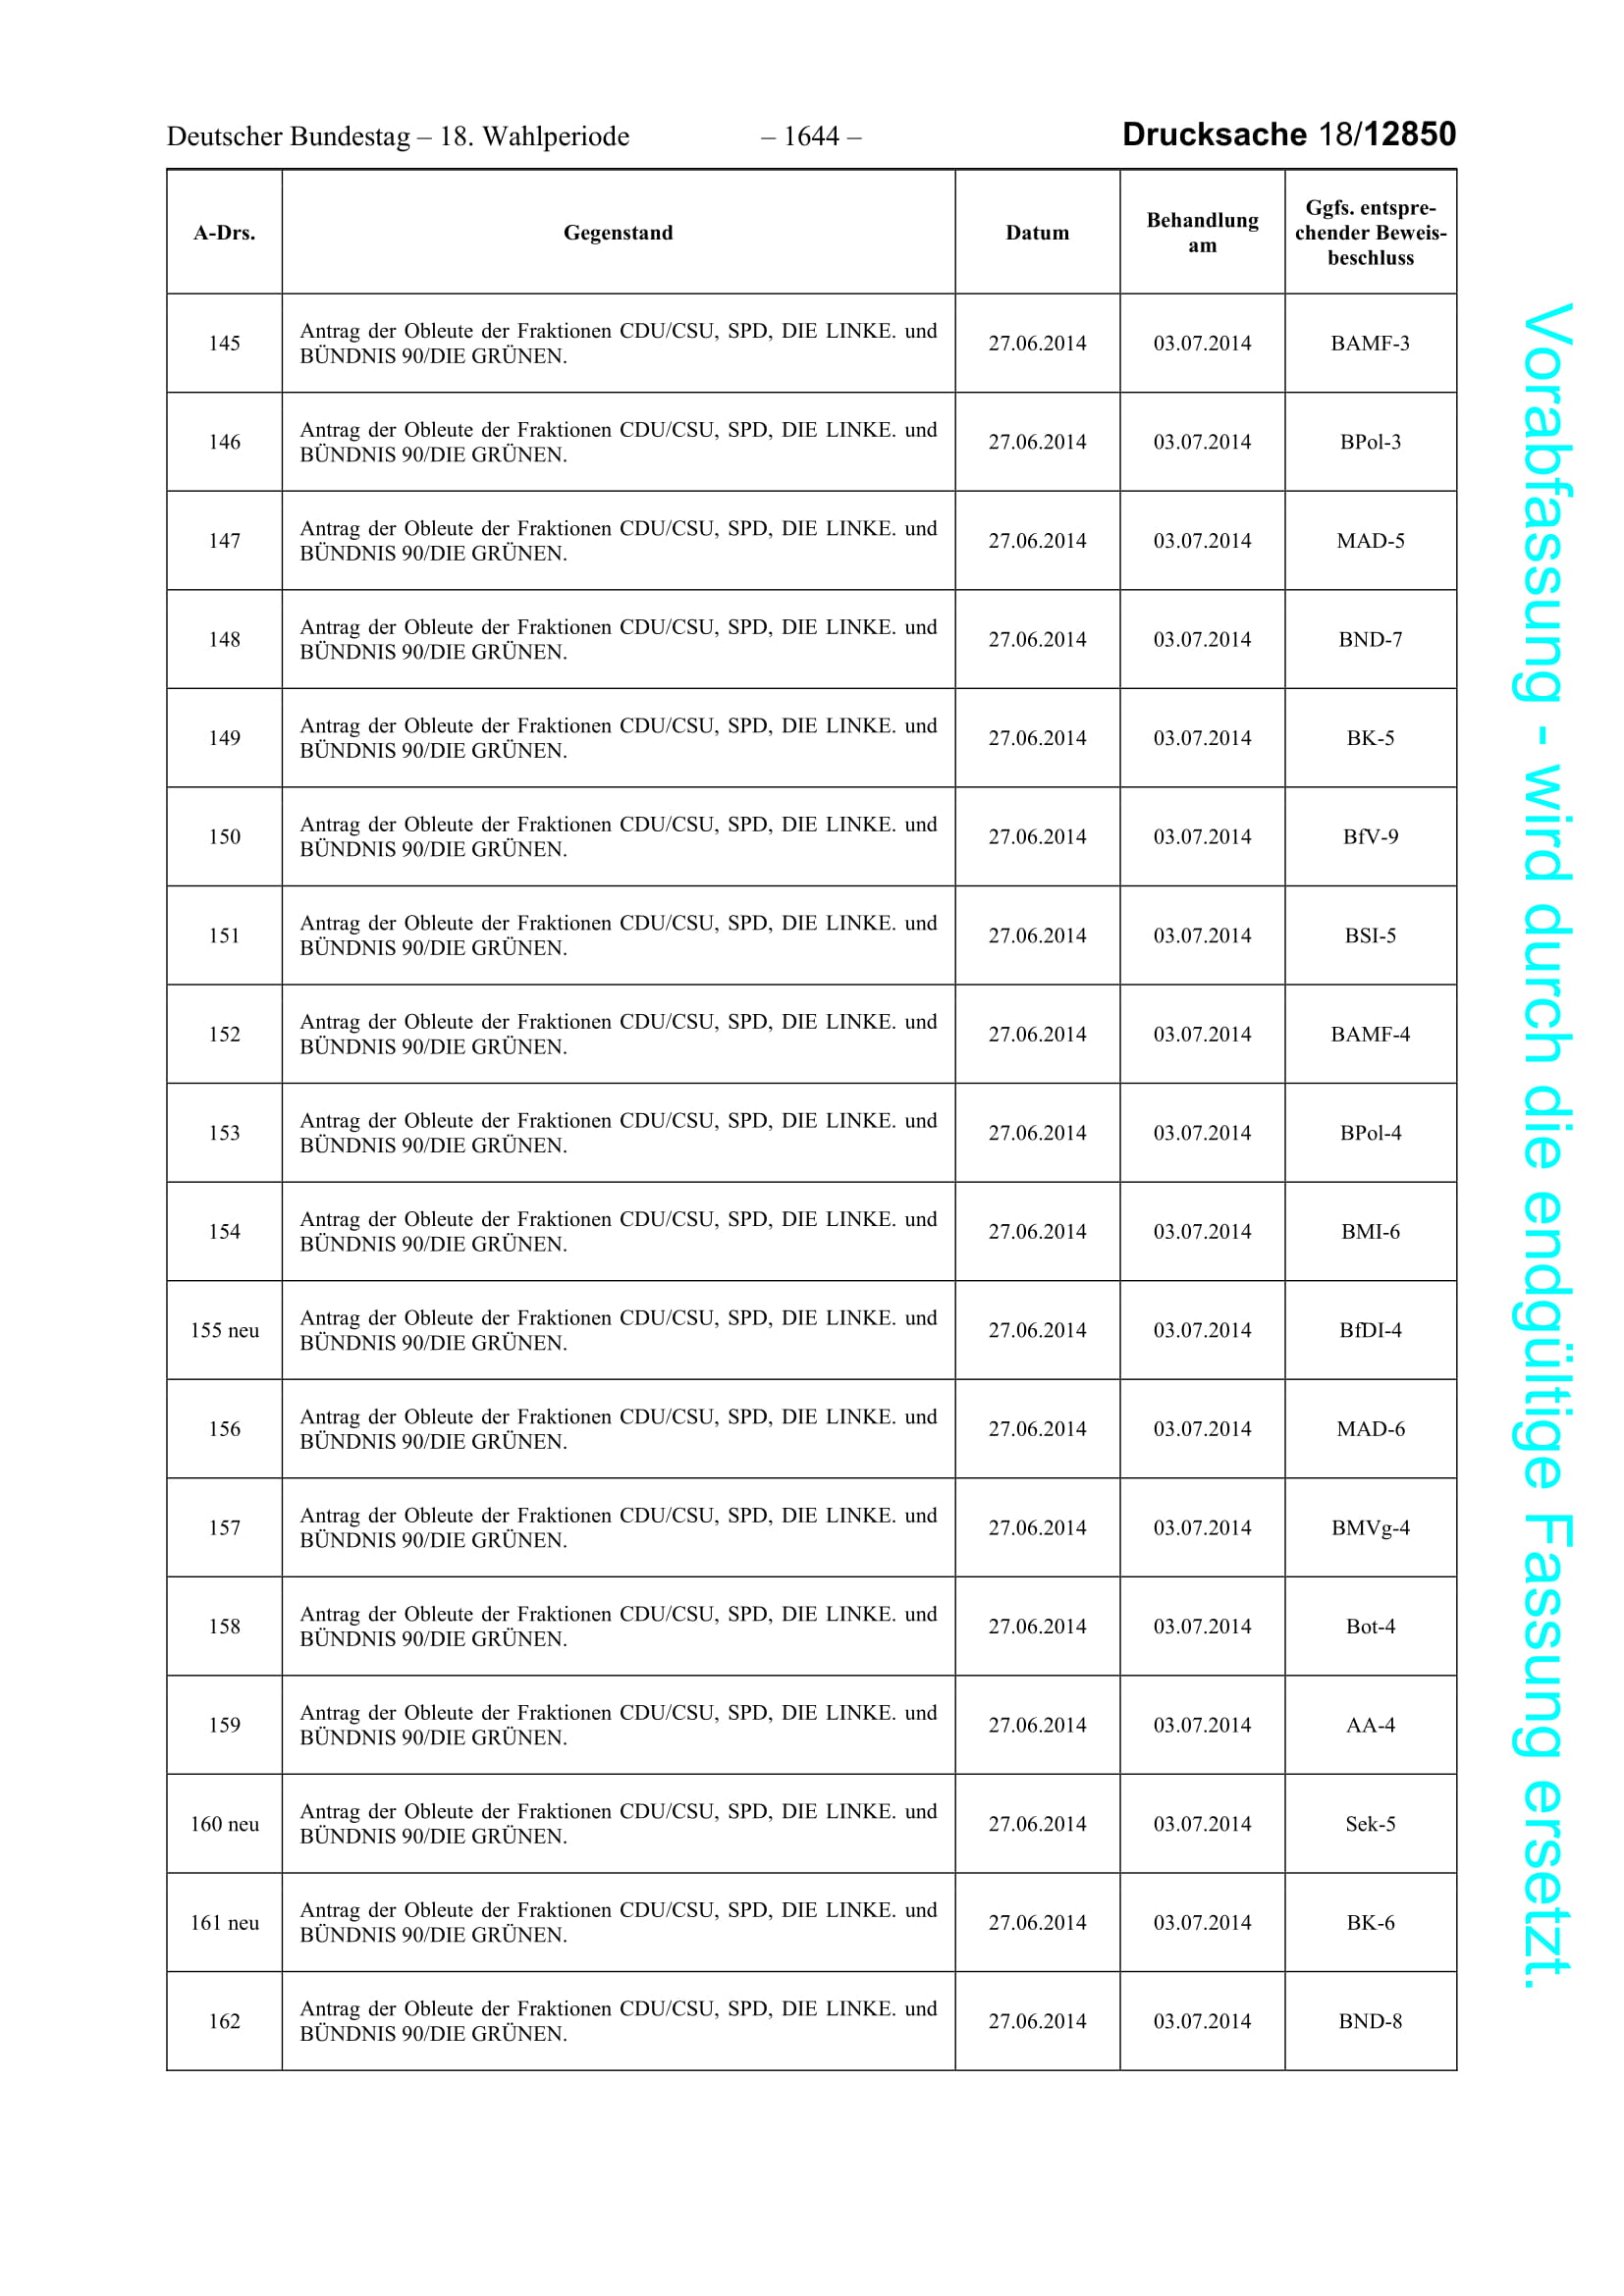 Deutscher Bundestag – 18. Wahlperiode – 1644 – Drucksache 18/12850
A-Drs. Gegenstand Datum Behandlung am Ggfs. entspre-chender Beweis-beschluss
145 Antrag der Obleute der Fraktionen CDU/CSU, SPD, DIE LINKE. und
BÜNDNIS 90/DIE GRÜNEN. 27.06.2014 03.07.2014 BAMF-3
146 Antrag der Obleute der Fraktionen CDU/CSU, SPD, DIE LINKE. und
BÜNDNIS 90/DIE GRÜNEN. 27.06.2014 03.07.2014 BPol-3
147 Antrag der Obleute der Fraktionen CDU/CSU, SPD, DIE LINKE. und
BÜNDNIS 90/DIE GRÜNEN. 27.06.2014 03.07.2014 MAD-5
148 Antrag der Obleute der Fraktionen CDU/CSU, SPD, DIE LINKE. und
BÜNDNIS 90/DIE GRÜNEN. 27.06.2014 03.07.2014 BND-7
149 Antrag der Obleute der Fraktionen CDU/CSU, SPD, DIE LINKE. und
BÜNDNIS 90/DIE GRÜNEN. 27.06.2014 03.07.2014 BK-5
150 Antrag der Obleute der Fraktionen CDU/CSU, SPD, DIE LINKE. und
BÜNDNIS 90/DIE GRÜNEN. 27.06.2014 03.07.2014 BfV-9
151 Antrag der Obleute der Fraktionen CDU/CSU, SPD, DIE LINKE. und
BÜNDNIS 90/DIE GRÜNEN. 27.06.2014 03.07.2014 BSI-5
152 Antrag der Obleute der Fraktionen CDU/CSU, SPD, DIE LINKE. und
BÜNDNIS 90/DIE GRÜNEN. 27.06.2014 03.07.2014 BAMF-4
153 Antrag der Obleute der Fraktionen CDU/CSU, SPD, DIE LINKE. und
BÜNDNIS 90/DIE GRÜNEN. 27.06.2014 03.07.2014 BPol-4
154 Antrag der Obleute der Fraktionen CDU/CSU, SPD, DIE LINKE. und
BÜNDNIS 90/DIE GRÜNEN. 27.06.2014 03.07.2014 BMI-6
155 neu Antrag der Obleute der Fraktionen CDU/CSU, SPD, DIE LINKE. und
BÜNDNIS 90/DIE GRÜNEN. 27.06.2014 03.07.2014 BfDI-4
156 Antrag der Obleute der Fraktionen CDU/CSU, SPD, DIE LINKE. und
BÜNDNIS 90/DIE GRÜNEN. 27.06.2014 03.07.2014 MAD-6
157 Antrag der Obleute der Fraktionen CDU/CSU, SPD, DIE LINKE. und
BÜNDNIS 90/DIE GRÜNEN. 27.06.2014 03.07.2014 BMVg-4
158 Antrag der Obleute der Fraktionen CDU/CSU, SPD, DIE LINKE. und
BÜNDNIS 90/DIE GRÜNEN. 27.06.2014 03.07.2014 Bot-4
159 Antrag der Obleute der Fraktionen CDU/CSU, SPD, DIE LINKE. und
BÜNDNIS 90/DIE GRÜNEN. 27.06.2014 03.07.2014 AA-4
160 neu Antrag der Obleute der Fraktionen CDU/CSU, SPD, DIE LINKE. und
BÜNDNIS 90/DIE GRÜNEN. 27.06.2014 03.07.2014 Sek-5
161 neu Antrag der Obleute der Fraktionen CDU/CSU, SPD, DIE LINKE. und
BÜNDNIS 90/DIE GRÜNEN. 27.06.2014 03.07.2014 BK-6
162 Antrag der Obleute der Fraktionen CDU/CSU, SPD, DIE LINKE. und
BÜNDNIS 90/DIE GRÜNEN. 27.06.2014 03.07.2014 BND-8
Vorabfassung - wird durch die endgültige Fassung ersetzt.